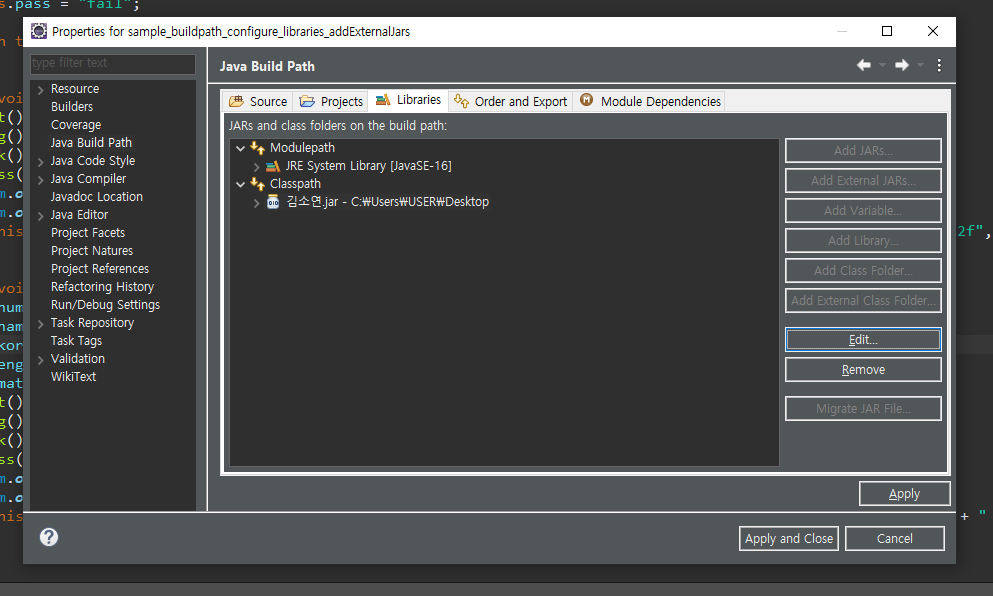 s.pass = "fail";
Properties for sample_buildpath_configure_libraries_addExternalJars
type filter text
Resource
Builders
Coverage
Java Build Path
Java Code Style
Java Compiler
Javadoc Location
Java Editor
Project Facets
Project Natures
Project References
Refactoring History
Run/Debug Settings
Task Repository
Task Tags
Validation
WikiText
Java Build Path
Source Projects Libraries Order and Export Module Dependencies
JARs and class folders on the build path:
Modulepath
JRE System Library [JavaSE-16]
Classpath
김소연.jar - C:₩Users₩USER₩Desktop
Add JARs...
Add External JARs...
Add Variable...
Add Library...
Add Class Folder...
Add External Class Folder...
Edit...
Remove
Migrate JAR File...
Apply
Apply and Close
Cancel
2f",
+ "